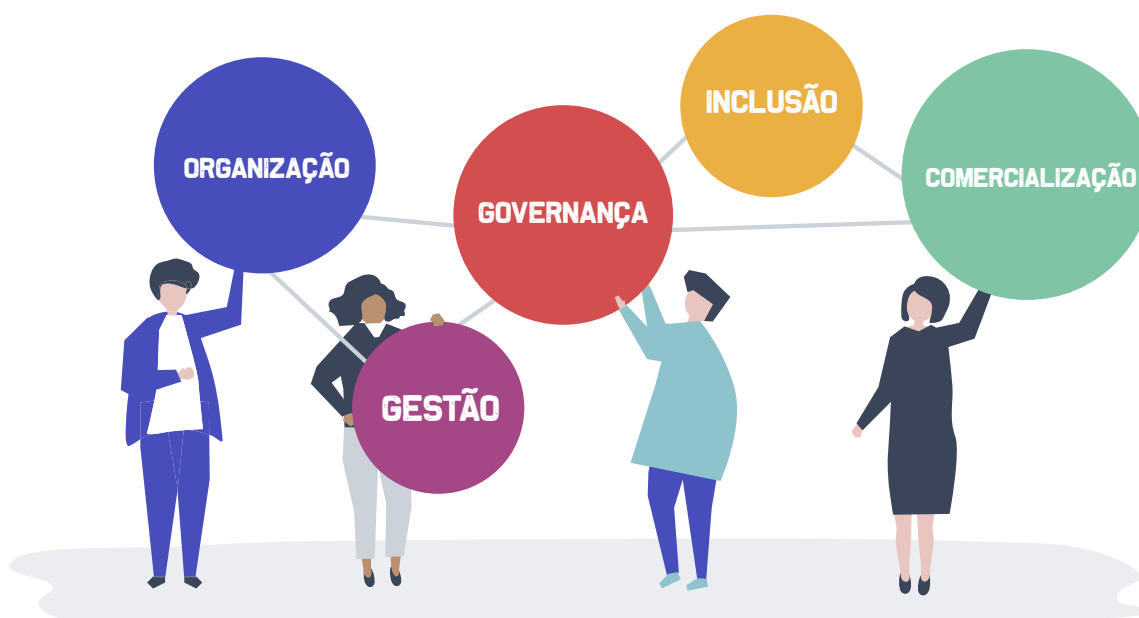 ORGANIZAÇÃO
GOVERNANÇA
INCLUSÃO
COMERCIALIZAÇÃO
GESTÃO